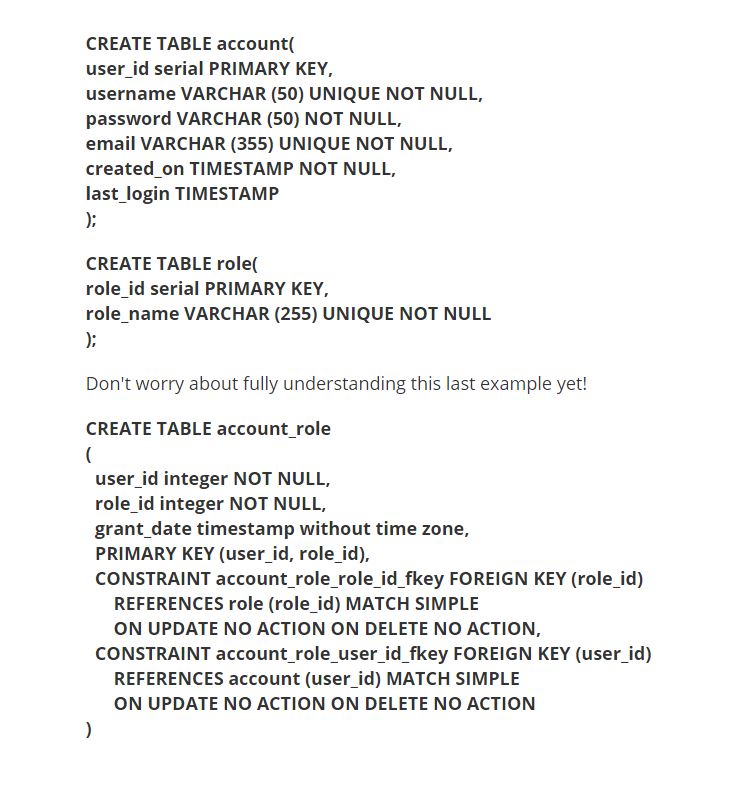 CREATE TABLE account(
user_id serial PRIMARY KEY,
username VARCHAR (50) UNIQUE NOT NULL,
password VARCHAR (50) NOT NULL,
email VARCHAR (355) UNIQUE NOT NULL,
created_on TIMESTAMP NOT NULL,
last_login TIMESTAMP
);
CREATE TABLE role(
role_id serial PRIMARY KEY,
role_name VARCHAR (255) UNIQUE NOT NULL
);
Don't worry about fully understanding this last example yet!
CREATE TABLE account_role
(
user_id integer NOT NULL,
role_id integer NOT NULL,
grant_date timestamp without time zone,
PRIMARY KEY (user_id, role_id),
CONSTRAINT account_role_role_id_fkey FOREIGN KEY (role_id)
REFERENCES role (role_id) MATCH SIMPLE
ON UPDATE NO ACTION ON DELETE NO ACTION,
CONSTRAINT account_role_user_id_fkey FOREIGN KEY (user_id)
REFERENCES account (user_id) MATCH SIMPLE
ON UPDATE NO ACTION ON DELETE NO ACTION
)